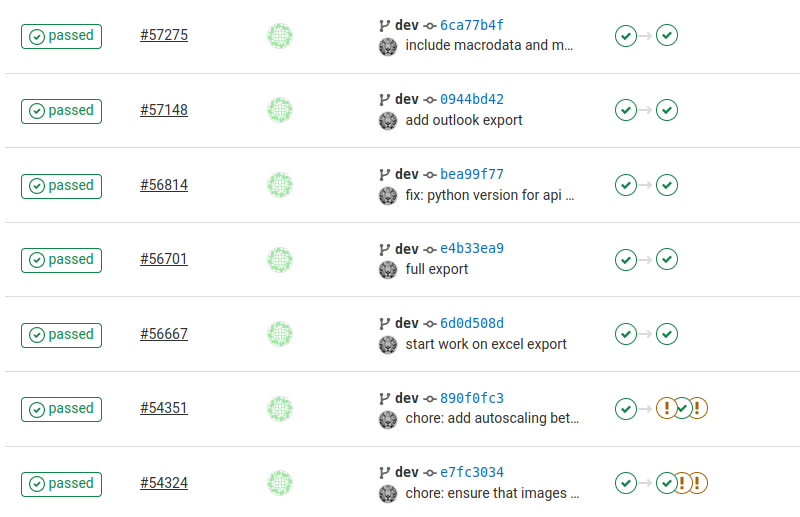 passed #57275 dev 6ca77b4f
include macrodata and m…
passed #57148 dev 0944bd42
add outlook export
passed #56814 dev bea99f77
fix: python version for api …
passed #56701 dev e4b33ea9
full export
passed #56667 dev 6d0d508d
start work on excel export
passed #54351 dev 890f0fc3
chore: add autoscaling bet…
passed #54324 dev e7fc3034
chore: ensure that images …